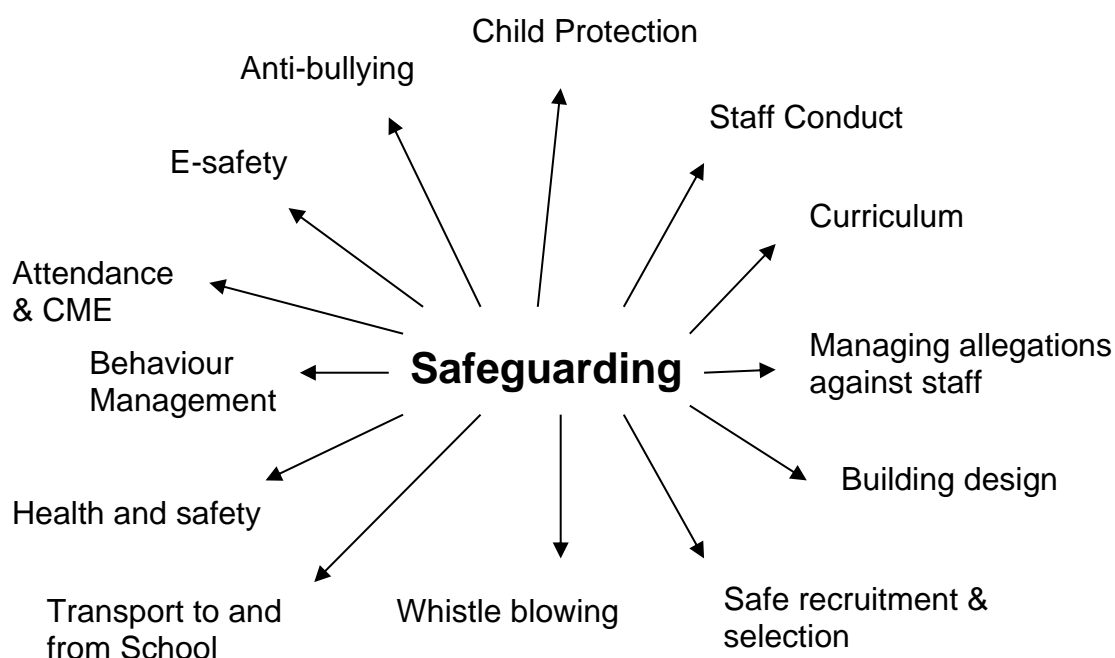 Child Protection
Anti-bullying
Staff Conduct
E-safety
Curriculum
Attendance
& CME
Safeguarding
Behaviour
Management
Managing allegations
against staff
Building design
Health and safety
Transport to and
from School
Whistle blowing
Safe recruitment &
selection